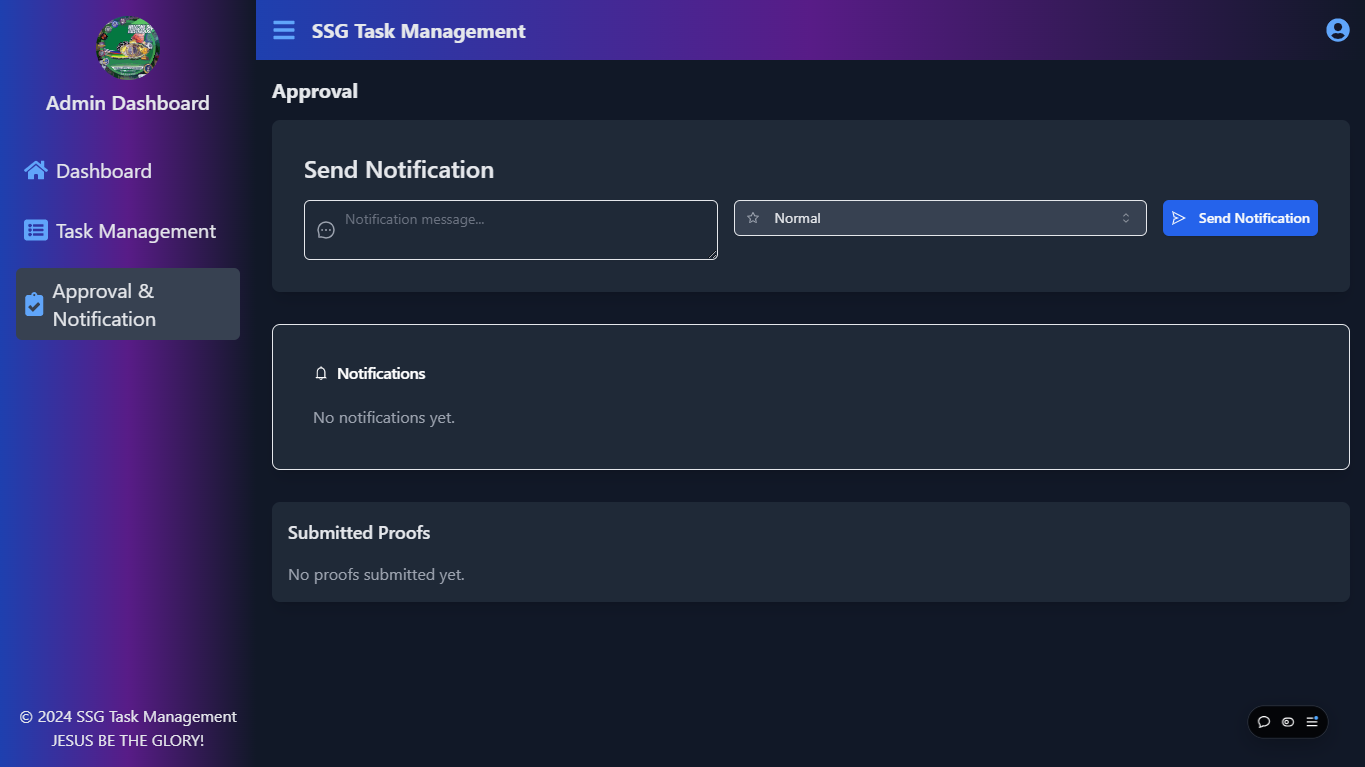 Admin Dashboard
Dashboard
Task Management
Approval &
Notification
© 2024 SSG Task Management
JESUS BE THE GLORY!
SSG Task Management
Approval
Send Notification
Notification message...
Normal
Send Notification
Notifications
No notifications yet.
Submitted Proofs
No proofs submitted yet.